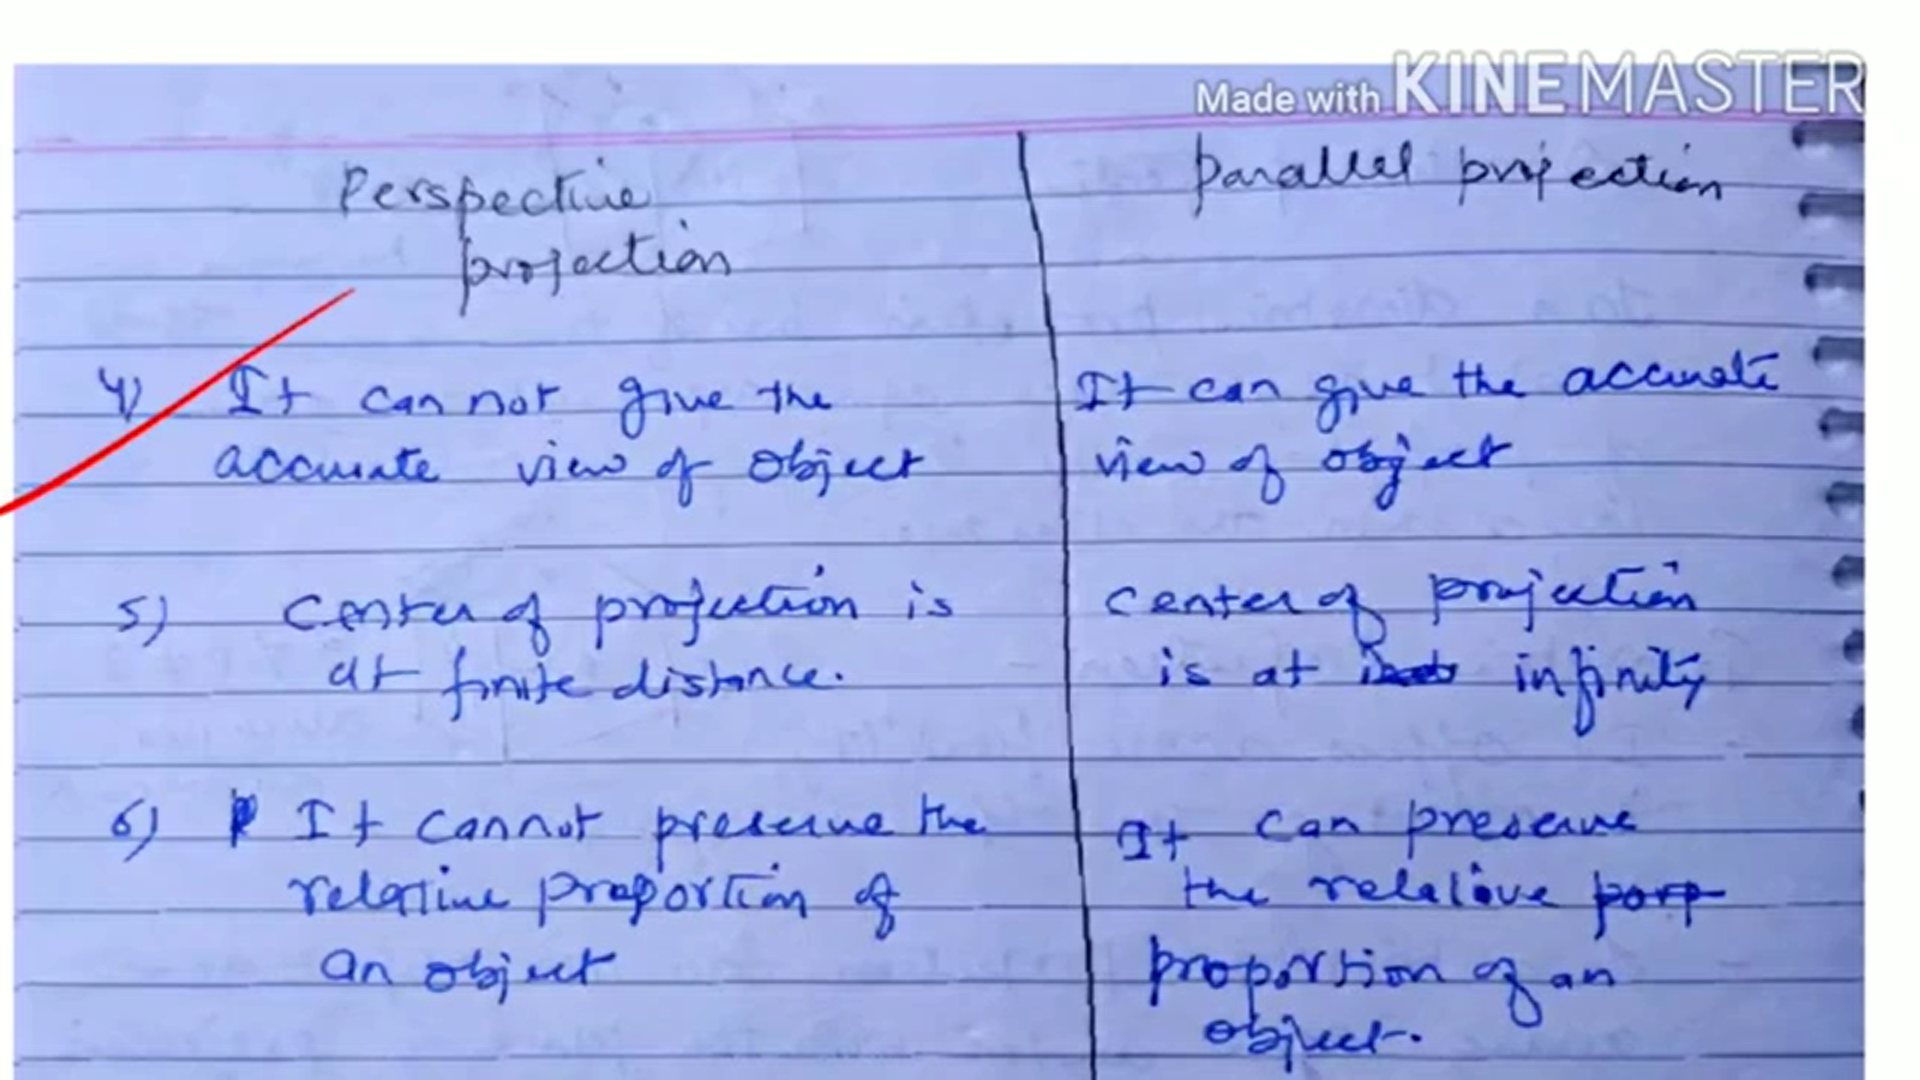 Made with KINEMASTER
Perspective
projection
parallel projection
4) It can not give the
accurate view of object
It can give the accurate
view of object
5) Center of projection is
at finite distance.
center of projection
is at infinity
6) It cannot preserve the
relative proportion of
an object
It can preserve
the relative porp
proportion of an
object.